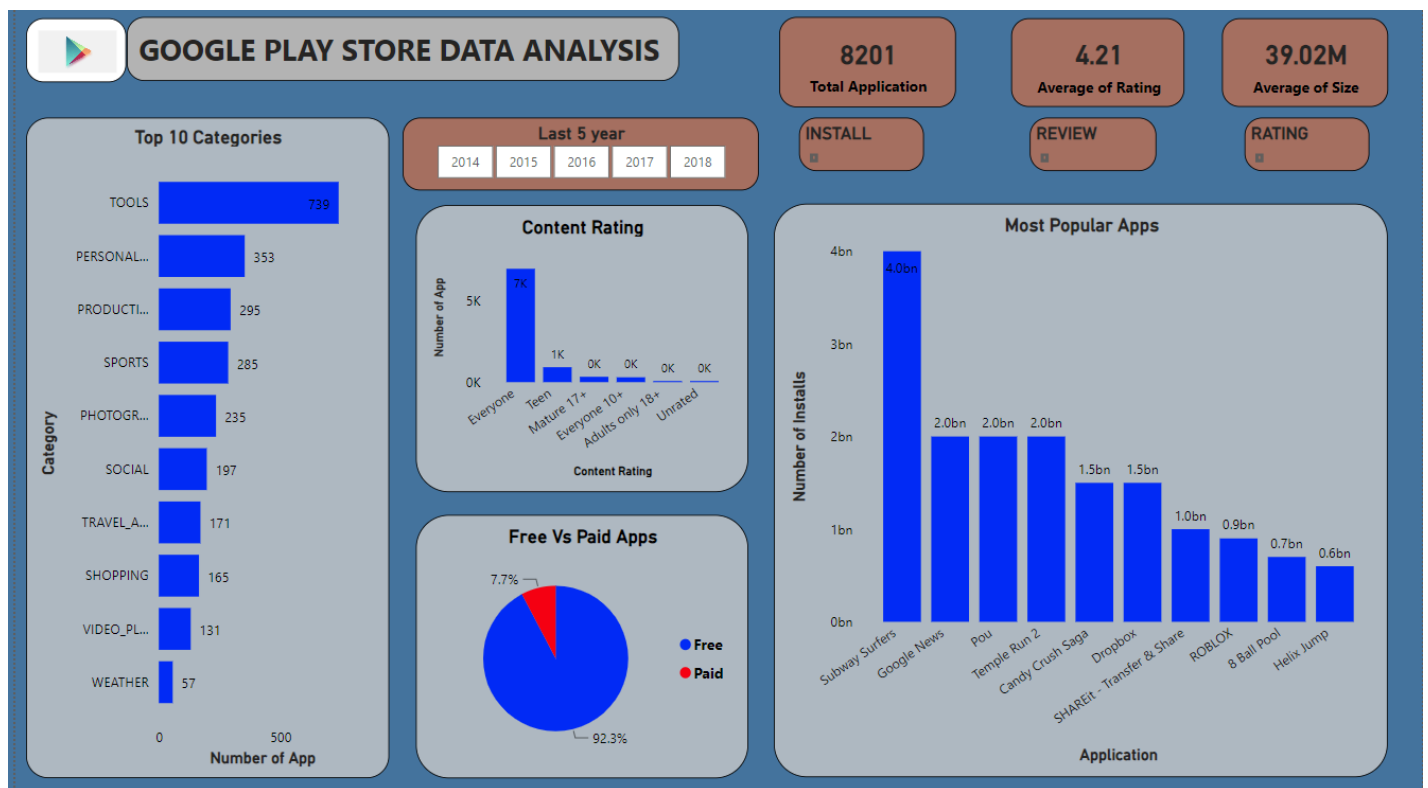 GOOGLE PLAY STORE DATA ANALYSIS
8201
Total Application
4.21
Average of Rating
39.02M
Average of Size
INSTALL
REVIEW
RATING
Last 5 year
2014 2015 2016 2017 2018
Top 10 Categories
Category
TOOLS 739
PERSONAL... 353
PRODUCTI... 295
SPORTS 285
PHOTOGR... 235
SOCIAL 197
TRAVEL_A... 171
SHOPPING 165
VIDEO_PL... 131
WEATHER 57
0 500
Number of App
Content Rating
Number of App
5K
0K
7K 1K 0K 0K 0K 0K
Everyone Teen Mature 17+ Everyone 10+ Adults only 18+ Unrated
Content Rating
Free Vs Paid Apps
7.7%
92.3%
Free
Paid
Most Popular Apps
Number of Installs
4bn
3bn
2bn
1bn
0bn
4.0bn 2.0bn 2.0bn 2.0bn 1.5bn 1.5bn 1.0bn 0.9bn 0.7bn 0.6bn
Subway Surfers Google News Pou Temple Run 2 Candy Crush Saga Dropbox SHAREit - Transfer & Share ROBLOX 8 Ball Pool Helix Jump
Application